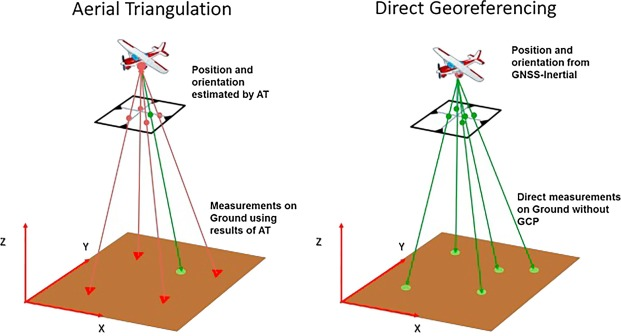 Aerial Triangulation
Position and
orientation
estimated by AT
Measurements on
Ground using
results of AT
Z
Y
X
Direct Georeferencing
Position and
orientation from
GNSS-Inertial
Direct measurements
on Ground without
GCP
Z
Y
X